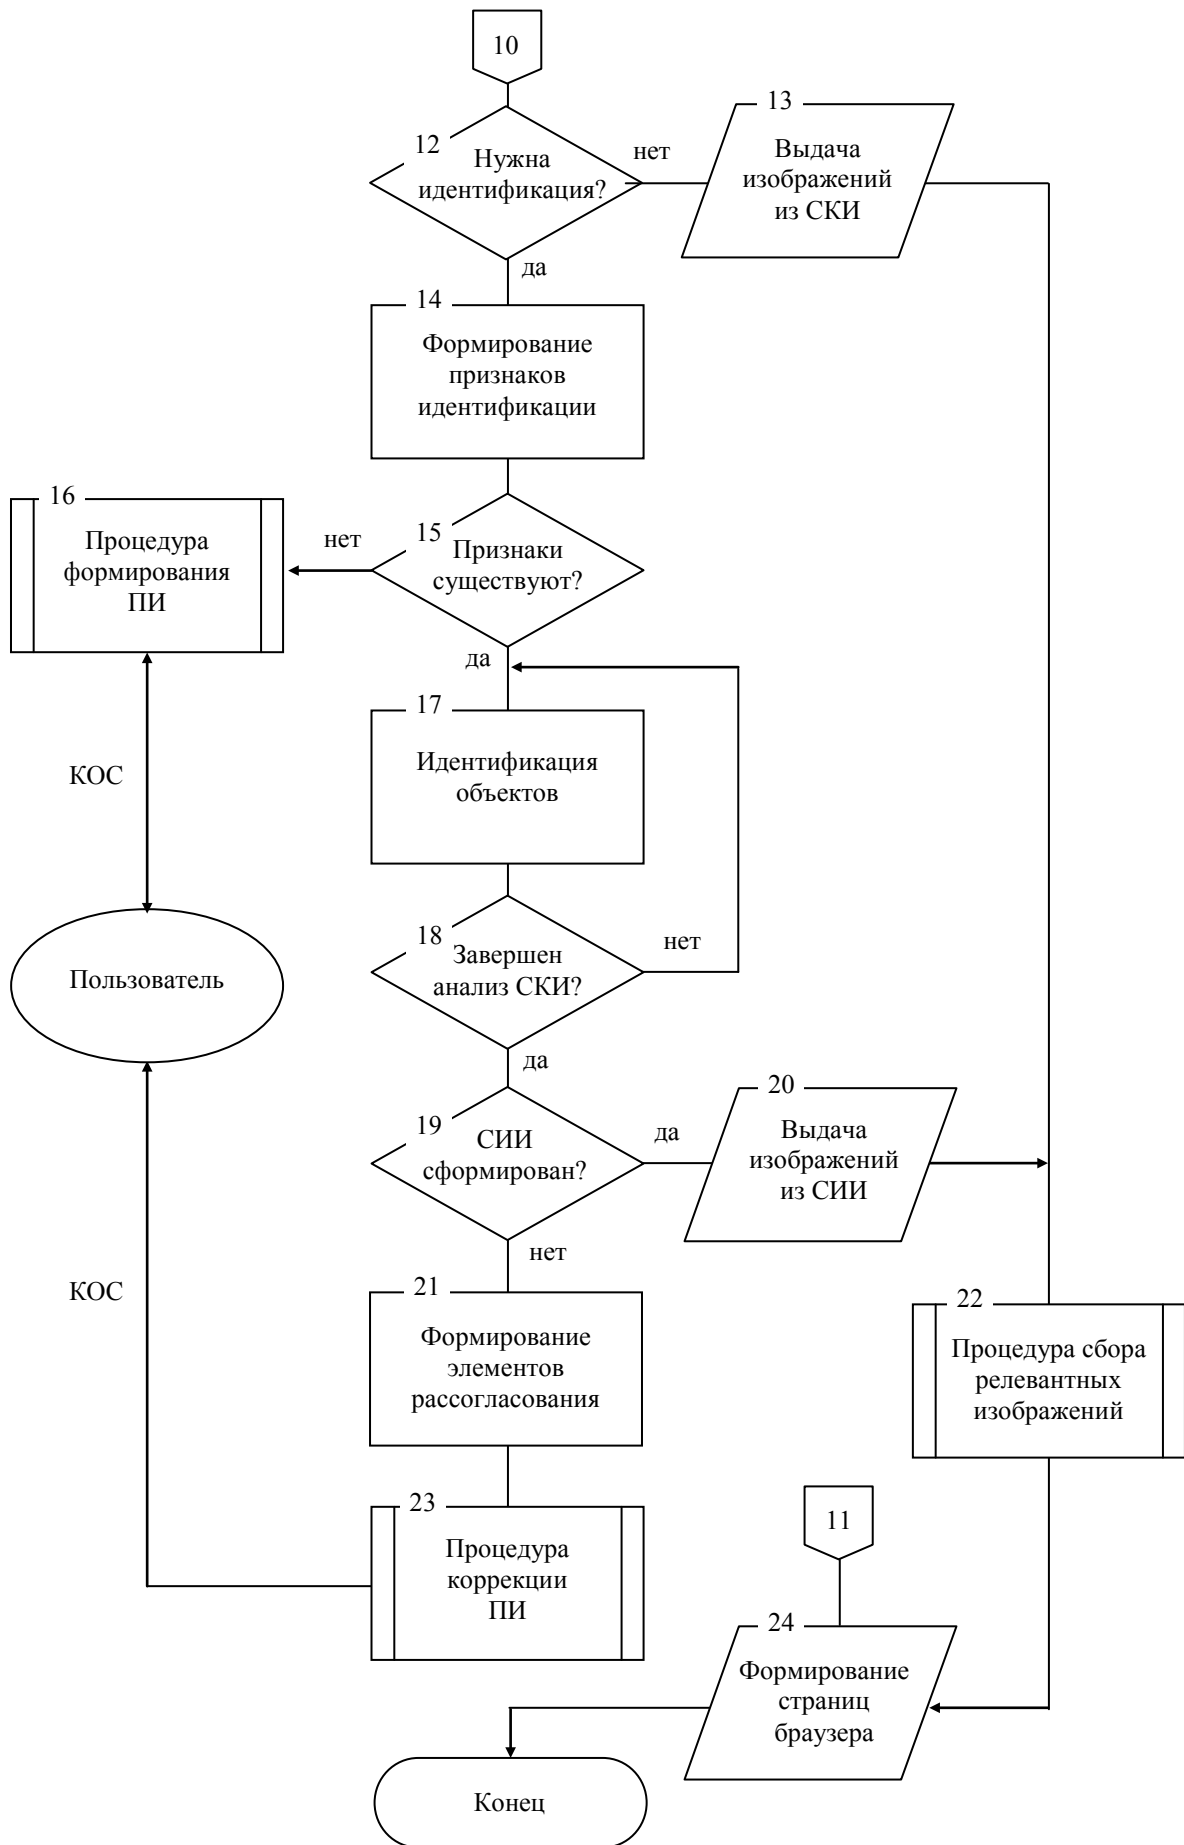 10
12
Нужна
идентификация?
нет
13
Выдача
изображений
из СКИ
да
14
Формирование
признаков
идентификации
16
Процедура
формирования
ПИ
нет
15
Признаки
существуют?
да
17
Идентификация
объектов
КОС
Пользователь
18
Завершен
анализ СКИ?
нет
да
19
СИИ
сформирован?
да
20
Выдача
изображений
из СИИ
нет
КОС
21
Формирование
элементов
рассогласования
22
Процедура сбора
релевантных
изображений
23
Процедура
коррекции
ПИ
11
24
Формирование
страниц
браузера
Конец